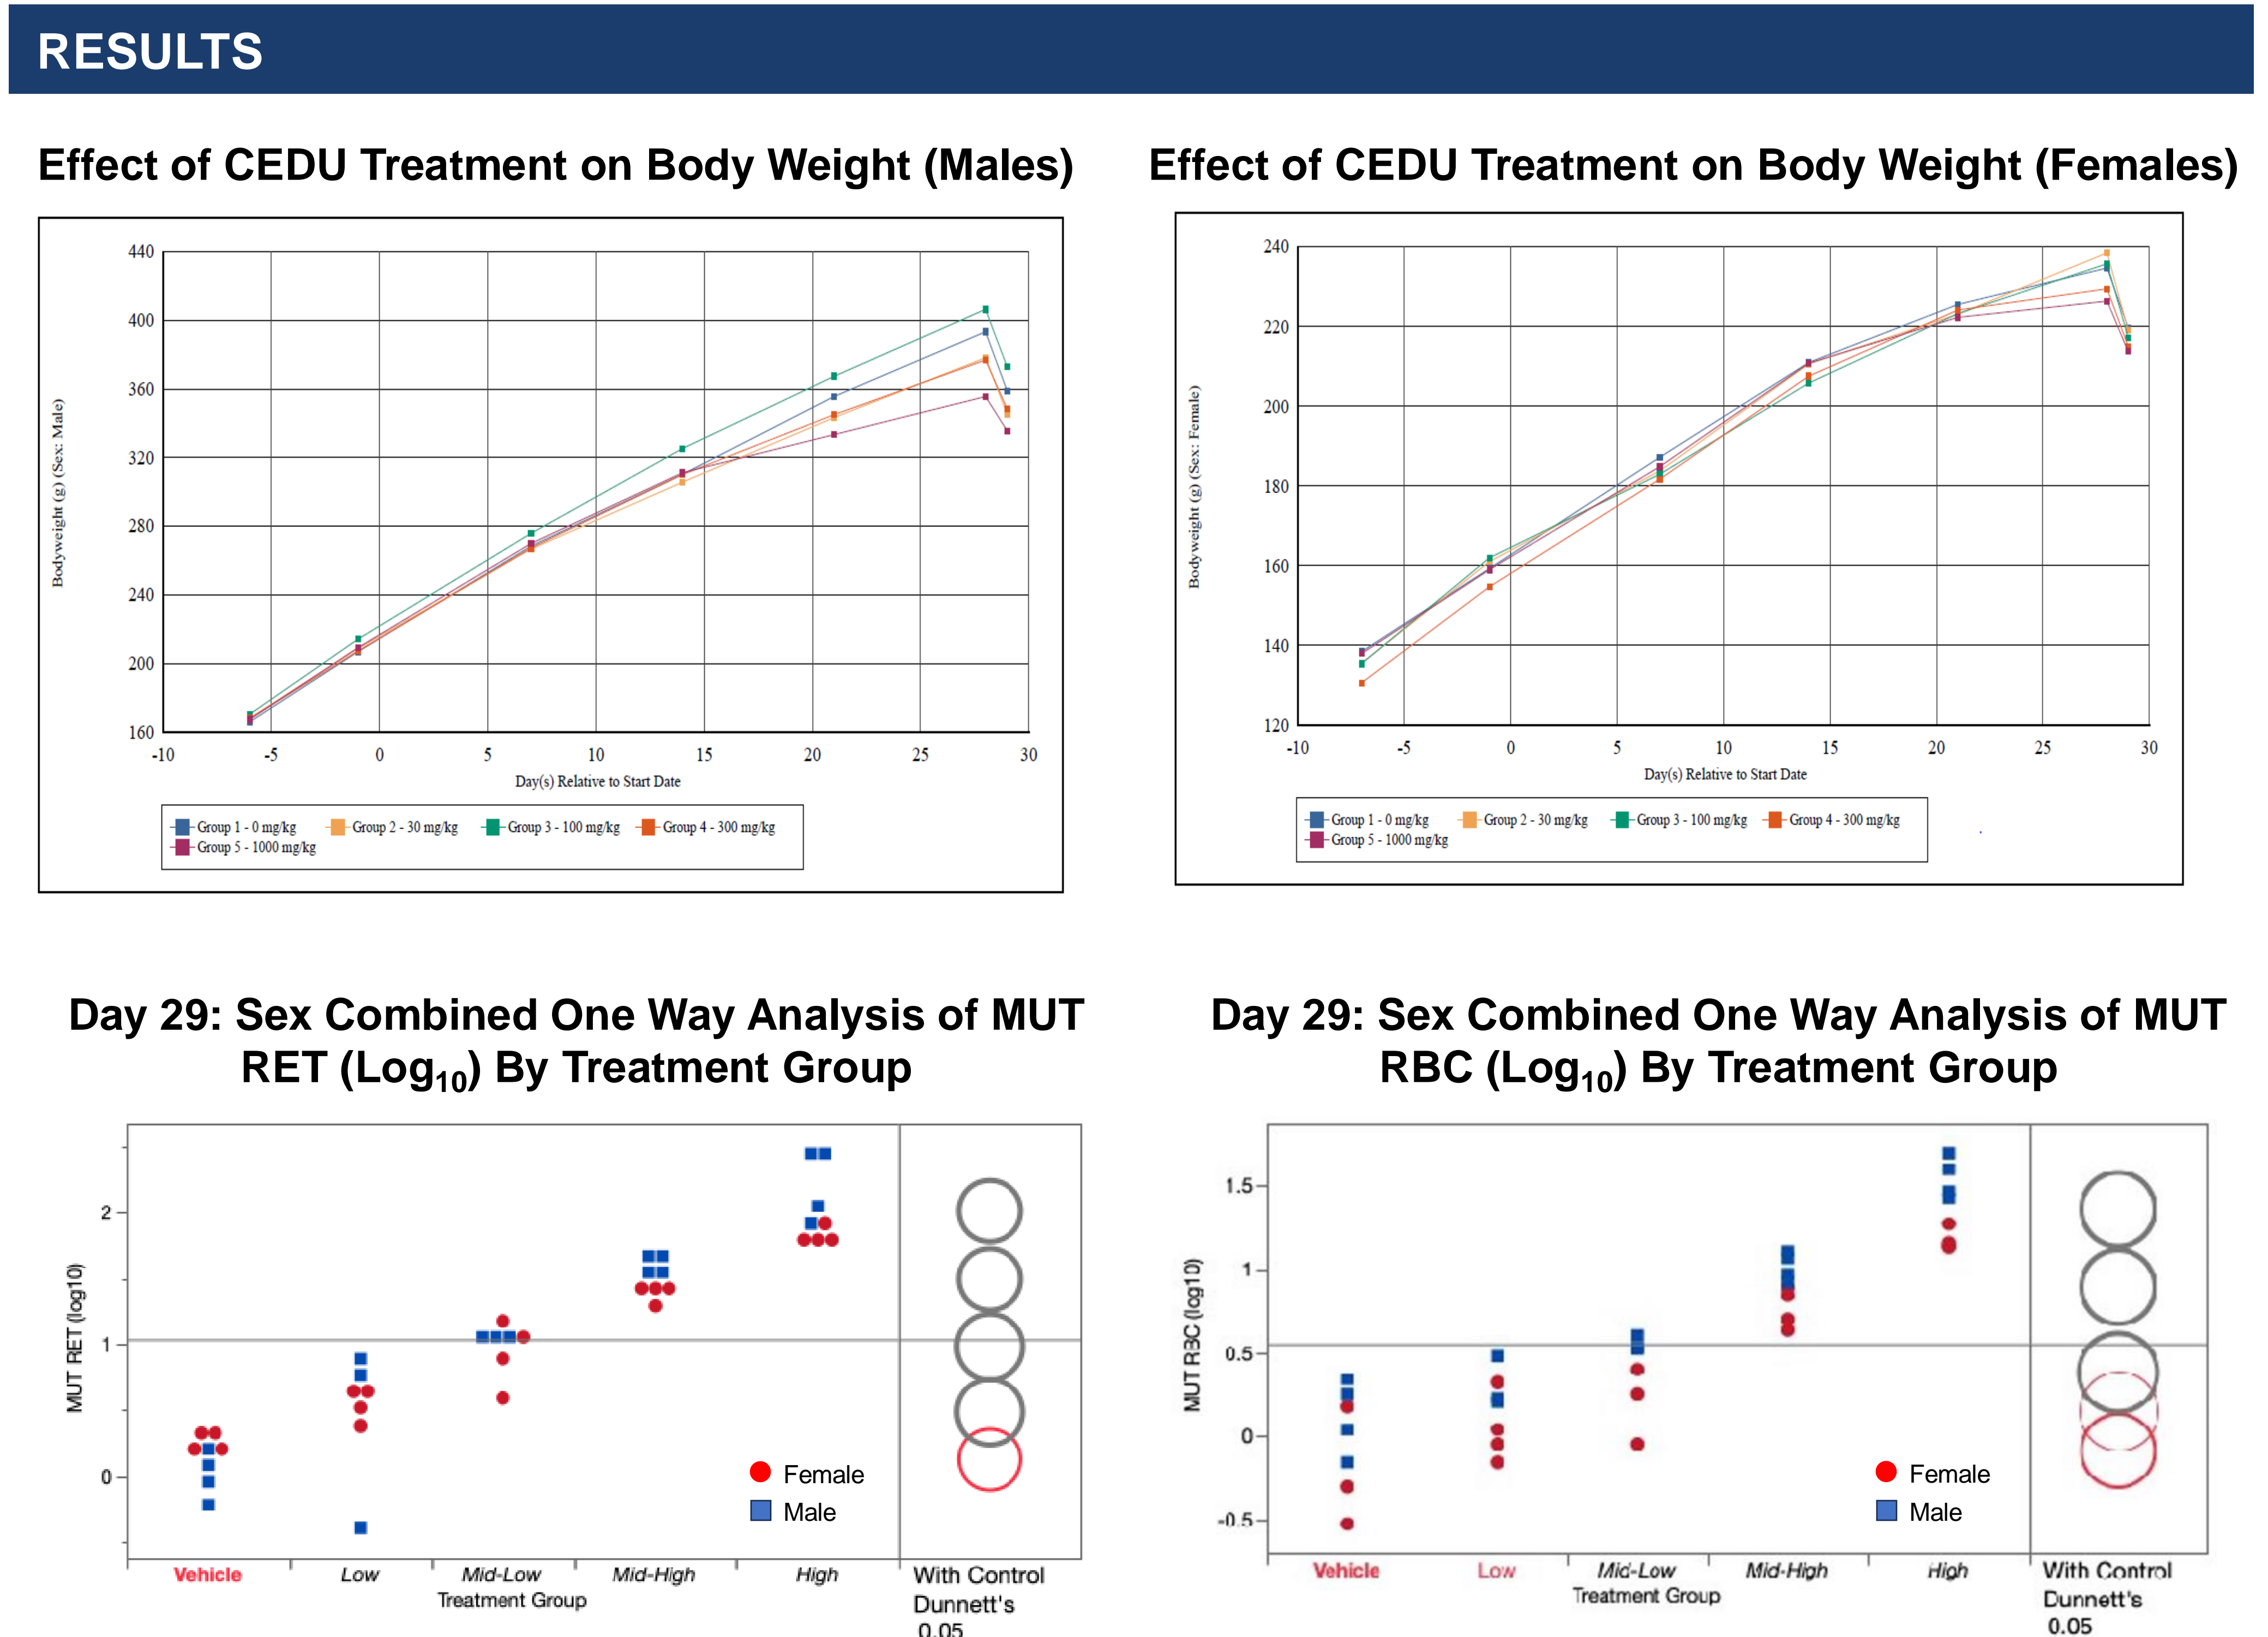 RESULTS
Effect of CEDU Treatment on Body Weight (Males)
440
400
360
320
280
240
200
160
-10
-5
0
5
10
15
20
25
30
Bodyweight (g) (Sex: Male)
Day(s) Relative to Start Date
Group 1 - 0 mg/kg
Group 2 - 30 mg/kg
Group 3 - 100 mg/kg
Group 4 - 300 mg/kg
Group 5 - 1000 mg/kg
Effect of CEDU Treatment on Body Weight (Females)
240
220
200
180
160
140
120
-10
-5
0
5
10
15
20
25
30
Bodyweight (g) (Sex: Female)
Day(s) Relative to Start Date
Group 1 - 0 mg/kg
Group 2 - 30 mg/kg
Group 3 - 100 mg/kg
Group 4 - 300 mg/kg
Group 5 - 1000 mg/kg
Day 29: Sex Combined One Way Analysis of MUT
RET (Log10) By Treatment Group
MUT RET (log10)
2
1
0
Female
Male
Vehicle
Low
Mid-Low
Mid-High
High
Treatment Group
With Control
Dunnett's
0.05
Day 29: Sex Combined One Way Analysis of MUT
RBC (Log10) By Treatment Group
MUT RBC (log10)
1.5
1
0.5
0
-0.5
Female
Male
Vehicle
Low
Mid-Low
Mid-High
High
Treatment Group
With Control
Dunnett's
0.05